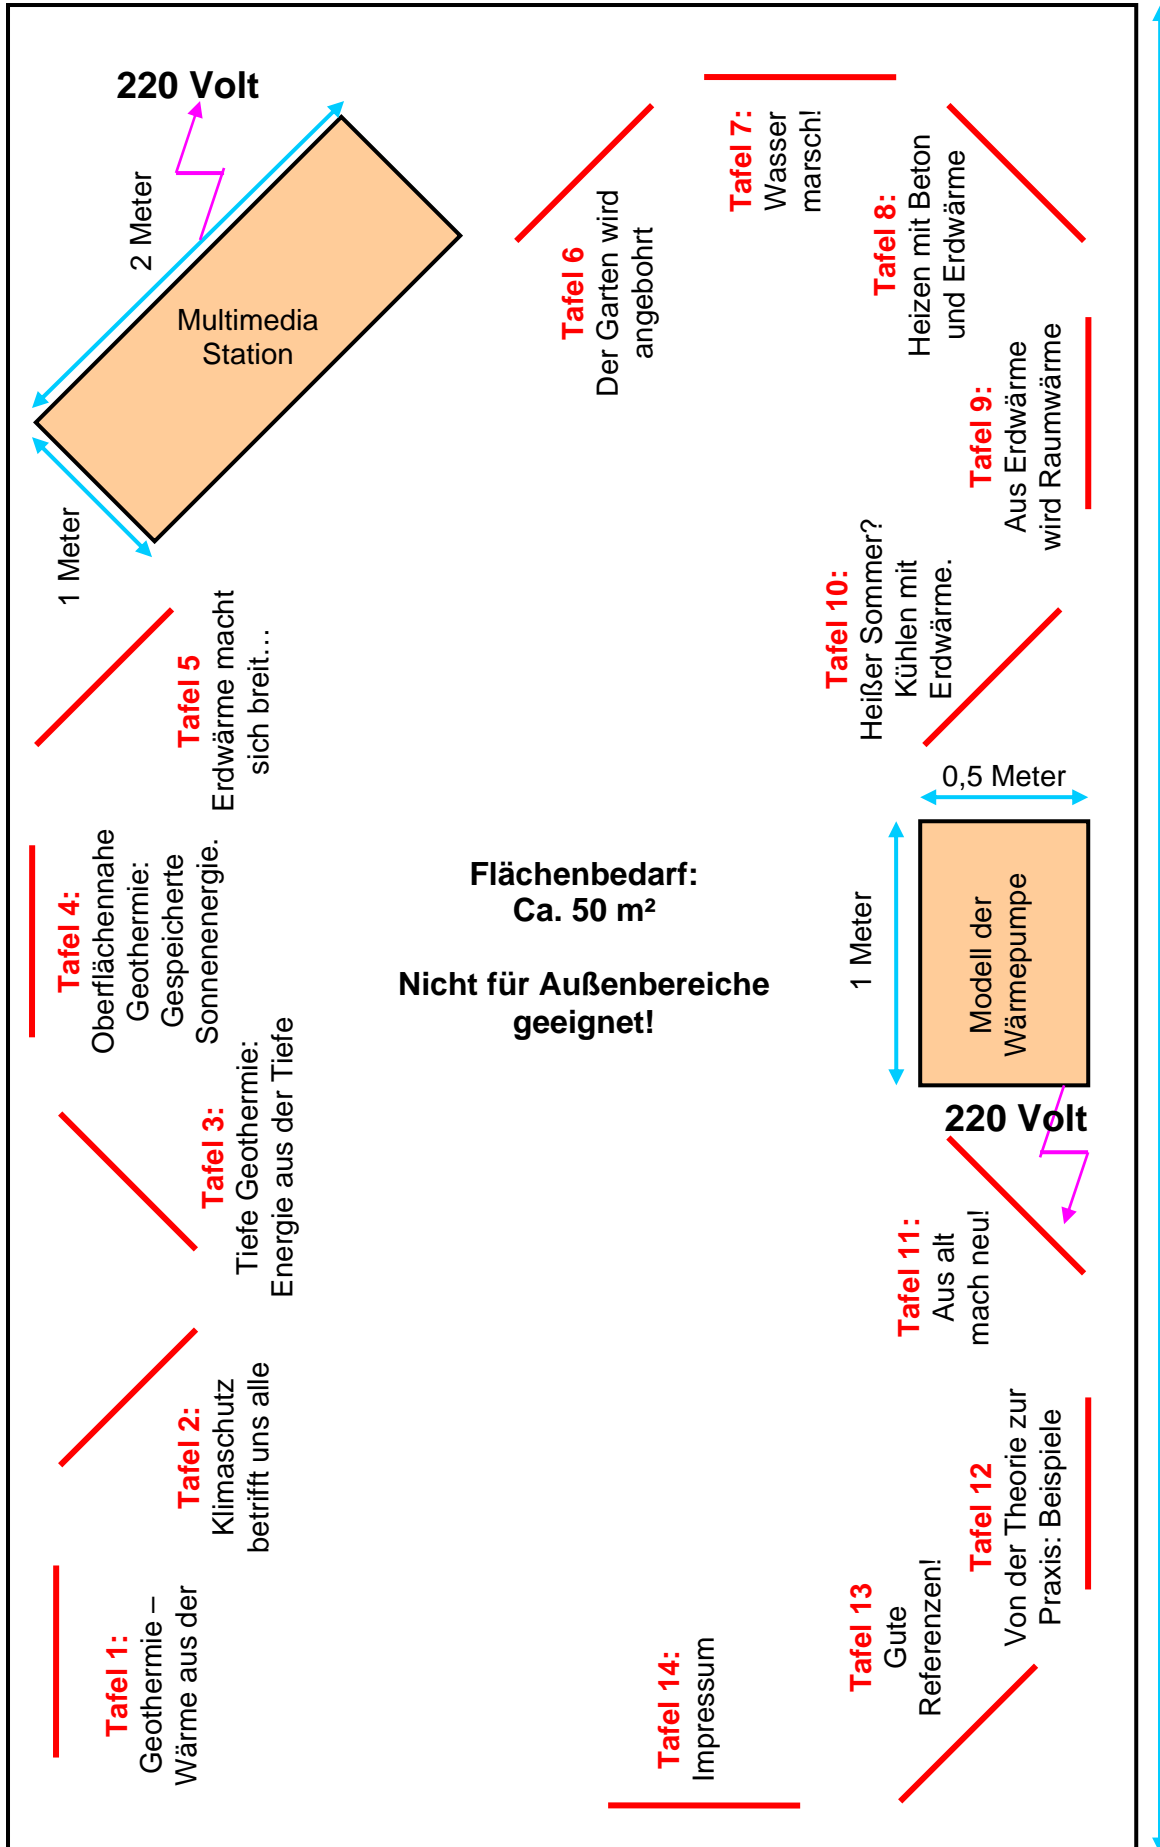 220 Volt
2 Meter
Multimedia
Station
1 Meter
Tafel 1:
Geothermie –
Wärme aus der
Tafel 2:
Klimaschutz
betrifft uns alle
Tafel 3:
Tiefe Geothermie:
Energie aus der Tiefe
Tafel 4:
Oberflächennahe
Geothermie:
Gespeicherte
Sonnenenergie.
Tafel 5
Erdwärme macht
sich breit…
Tafel 6
Der Garten wird
angebohrt
Tafel 7:
Wasser
marsch!
Tafel 8:
Heizen mit Beton
und Erdwärme
Tafel 9:
Aus Erdwärme
wird Raumwärme
Tafel 10:
Heißer Sommer?
Kühlen mit
Erdwärme.
0,5 Meter
1 Meter
Modell der
Wärmepumpe
220 Volt
Flächenbedarf:
Ca. 50 m²
Nicht für Außenbereiche
geeignet!
Tafel 11:
Aus alt
mach neu!
Tafel 12
Von der Theorie zur
Praxis: Beispiele
Tafel 13
Gute
Referenzen!
Tafel 14:
Impressum